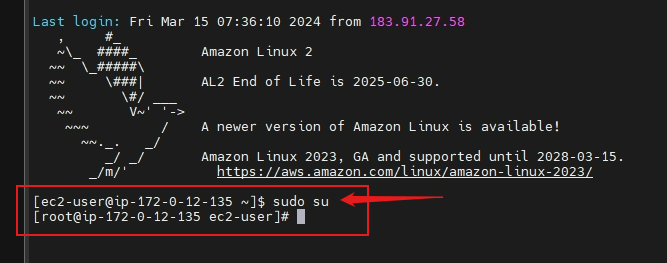 Last login: Fri Mar 15 07:36:10 2024 from 183.91.27.58
   ,     #_
   ~\_  ####_        Amazon Linux 2
  ~~  \_#####\
  ~~     \###|       AL2 End of Life is 2025-06-30.
  ~~       \#/ ___
   ~~       V~' '->
    ~~~         /    A newer version of Amazon Linux is available!
      ~~._.   _/
         _/ _/       Amazon Linux 2023, GA and supported until 2028-03-15.
       _/m/'           https://aws.amazon.com/linux/amazon-linux-2023/
[ec2-user@ip-172-0-12-135 ~]$ sudo su
[root@ip-172-0-12-135 ec2-user]#